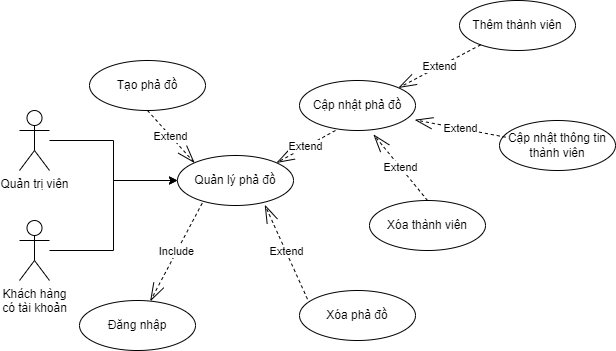 Thêm thành viên
Extend
Tạo phả đồ
Cập nhật phả đồ
Extend
Extend
Extend
Cập nhật thông tin
thành viên
Quản trị viên
Quản lý phả đồ
Extend
Xóa thành viên
Include
Extend
Khách hàng
có tài khoản
Đăng nhập
Xóa phả đồ